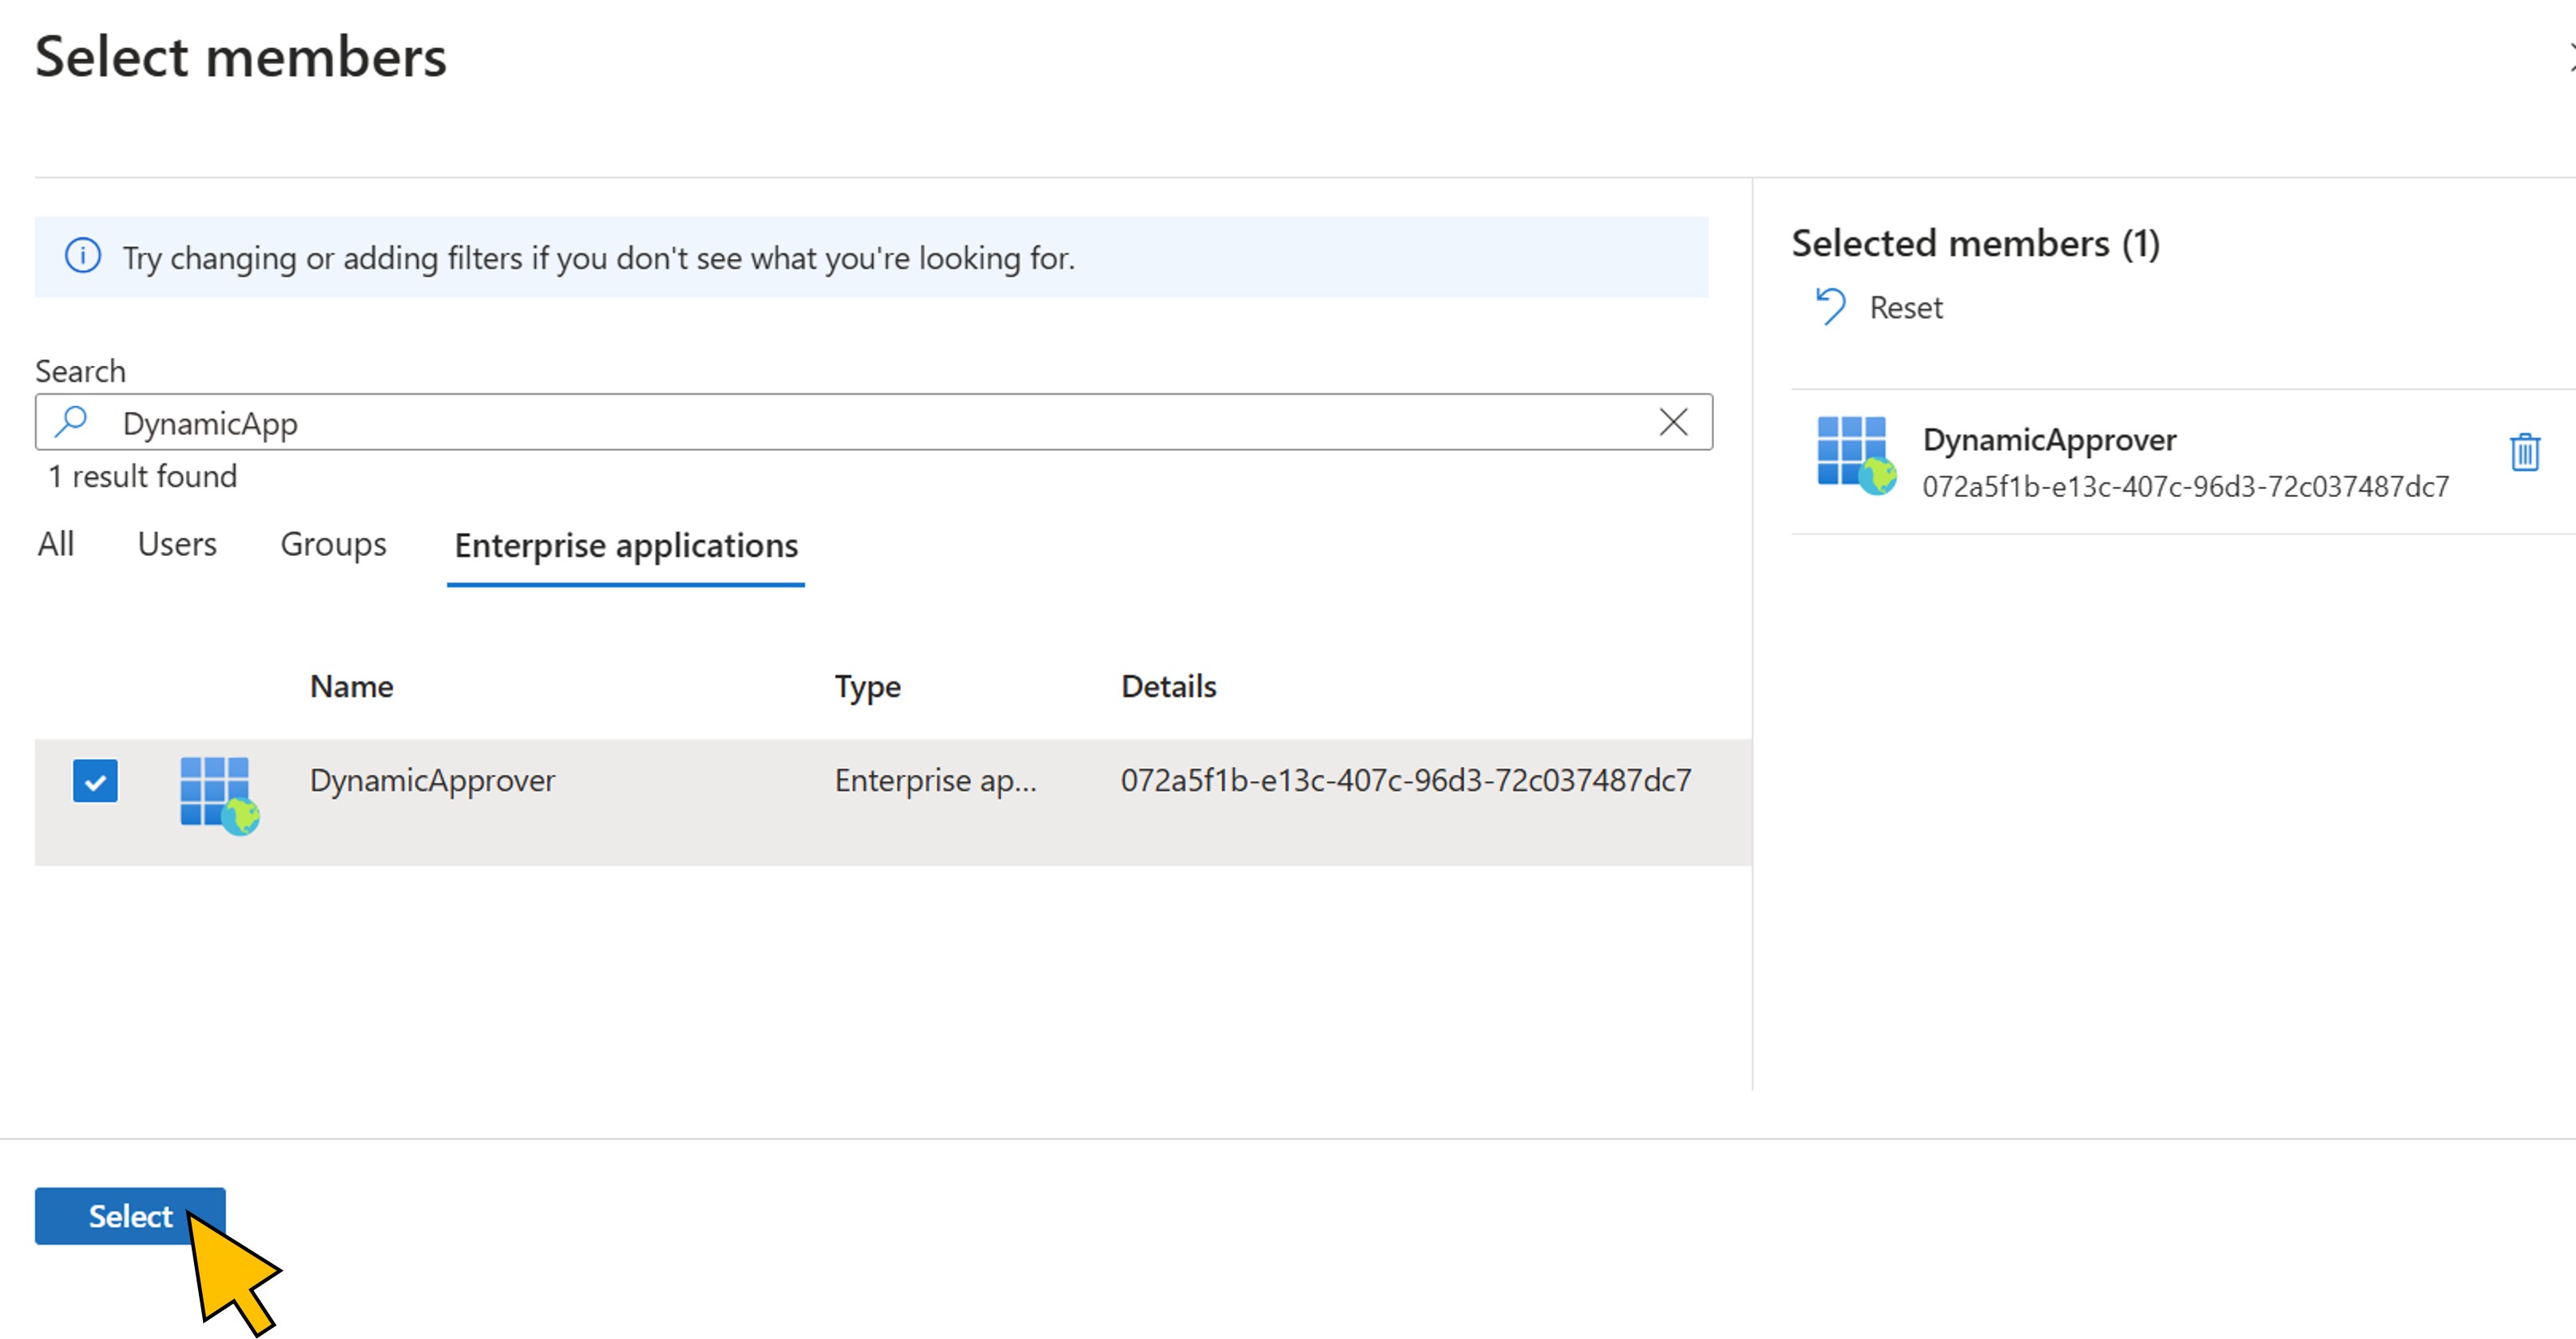 Select members
Try changing or adding filters if you don't see what you're looking for.
Search
DynamicApp
1 result found
All Users Groups Enterprise applications
Name Type Details
DynamicApprover Enterprise ap... 072a5f1b-e13c-407c-96d3-72c037487dc7
Selected members (1)
Reset
DynamicApprover
072a5f1b-e13c-407c-96d3-72c037487dc7
Select